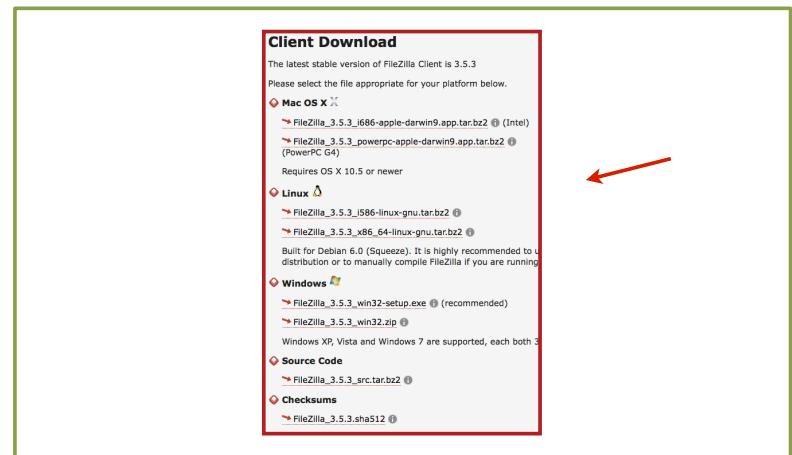 Client Download
The latest stable version of FileZilla Client is 3.5.3
Please select the file appropriate for your platform below.
Mac OS X
FileZilla_3.5.3_i686-apple-darwin9.app.tar.bz2 (Intel)
FileZilla_3.5.3_powerpc-apple-darwin9.app.tar.bz2
(PowerPC G4)
Requires OS X 10.5 or newer
Linux
FileZilla_3.5.3_i586-linux-gnu.tar.bz2
FileZilla_3.5.3_x86_64-linux-gnu.tar.bz2
Built for Debian 6.0 (Squeeze). It is highly recommended to u
distribution or to manually compile FileZilla if you are running
Windows
FileZilla_3.5.3_win32-setup.exe (recommended)
FileZilla_3.5.3_win32.zip
Windows XP, Vista and Windows 7 are supported, each both 3
Source Code
FileZilla_3.5.3_src.tar.bz2
Checksums
FileZilla_3.5.3.sha512